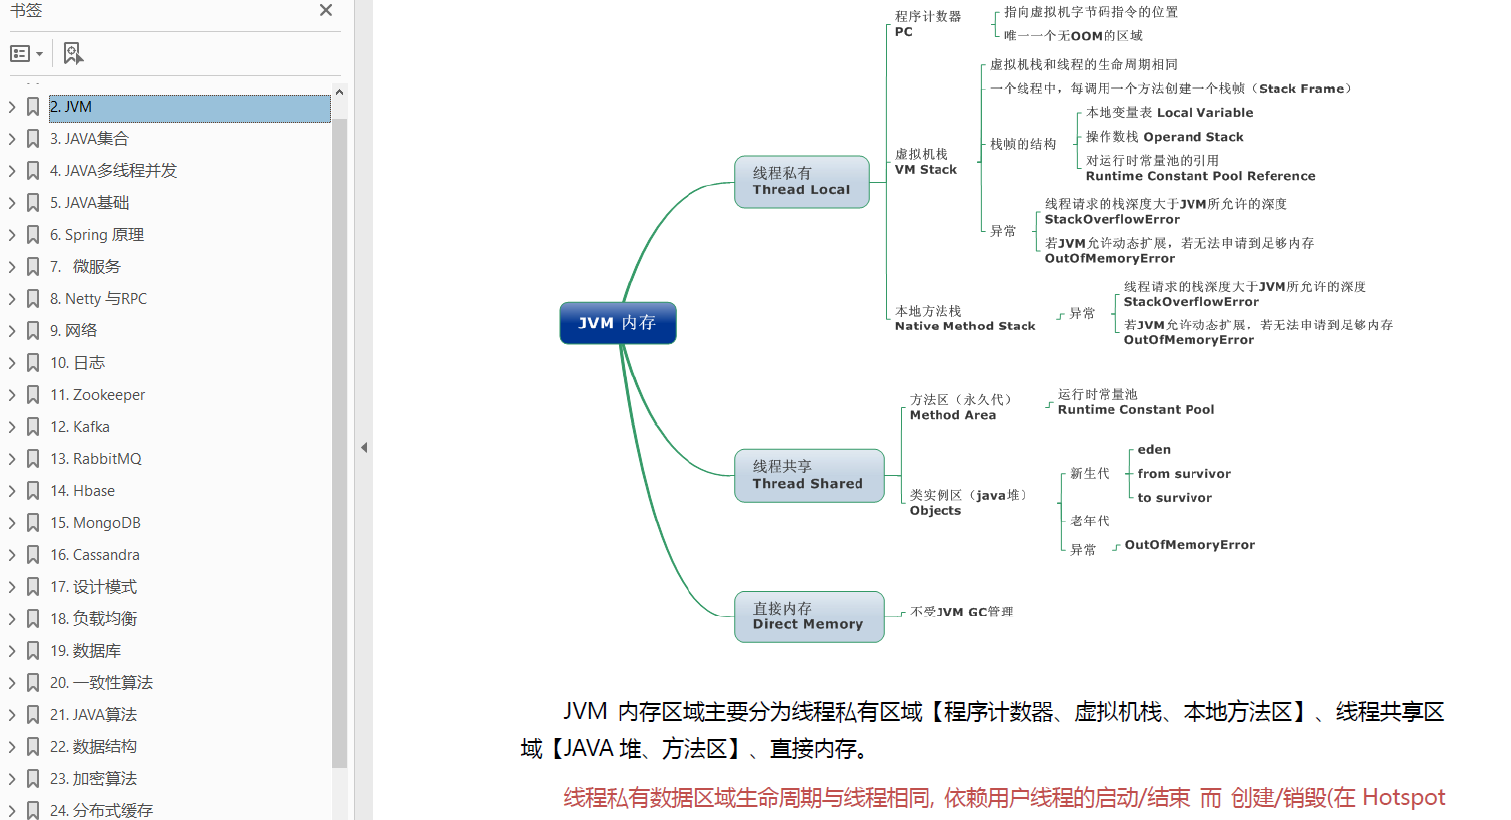 书签
2. JVM
3. JAVA集合
4. JAVA多线程并发
5. JAVA基础
6. Spring 原理
7. 微服务
8. Netty 与RPC
9. 网络
10. 日志
11. Zookeeper
12. Kafka
13. RabbitMQ
14. Hbase
15. MongoDB
16. Cassandra
17. 设计模式
18. 负载均衡
19. 数据库
20. 一致性算法
21. JAVA算法
22. 数据结构
23. 加密算法
24. 分布式缓存
JVM 内存
线程私有
Thread Local
程序计数器
PC
指向虚拟机字节码指令的位置
唯一一个无OOM的区域
虚拟机栈
VM Stack
虚拟机栈和线程的生命周期相同
一个线程中，每调用一个方法创建一个栈帧（Stack Frame）
栈帧的结构
本地变量表 Local Variable
操作数栈 Operand Stack
对运行时常量池的引用
Runtime Constant Pool Reference
异常
线程请求的栈深度大于JVM所允许的深度
StackOverflowError
若JVM允许动态扩展，若无法申请到足够内存
OutOfMemoryError
本地方法栈
Native Method Stack
异常
线程请求的栈深度大于JVM所允许的深度
StackOverflowError
若JVM允许动态扩展，若无法申请到足够内存
OutOfMemoryError
线程共享
Thread Shared
方法区（永久代）
Method Area
运行时常量池
Runtime Constant Pool
类实例区（java堆）
Objects
新生代
eden
from survivor
to survivor
老年代
异常
OutOfMemoryError
直接内存
Direct Memory
不受JVM GC管理
JVM 内存区域主要分为线程私有区域【程序计数器、虚拟机栈、本地方法区】、线程共享区
域【JAVA 堆、方法区】、直接内存。
线程私有数据区域生命周期与线程相同, 依赖用户线程的启动/结束 而 创建/销毁(在 Hotspot